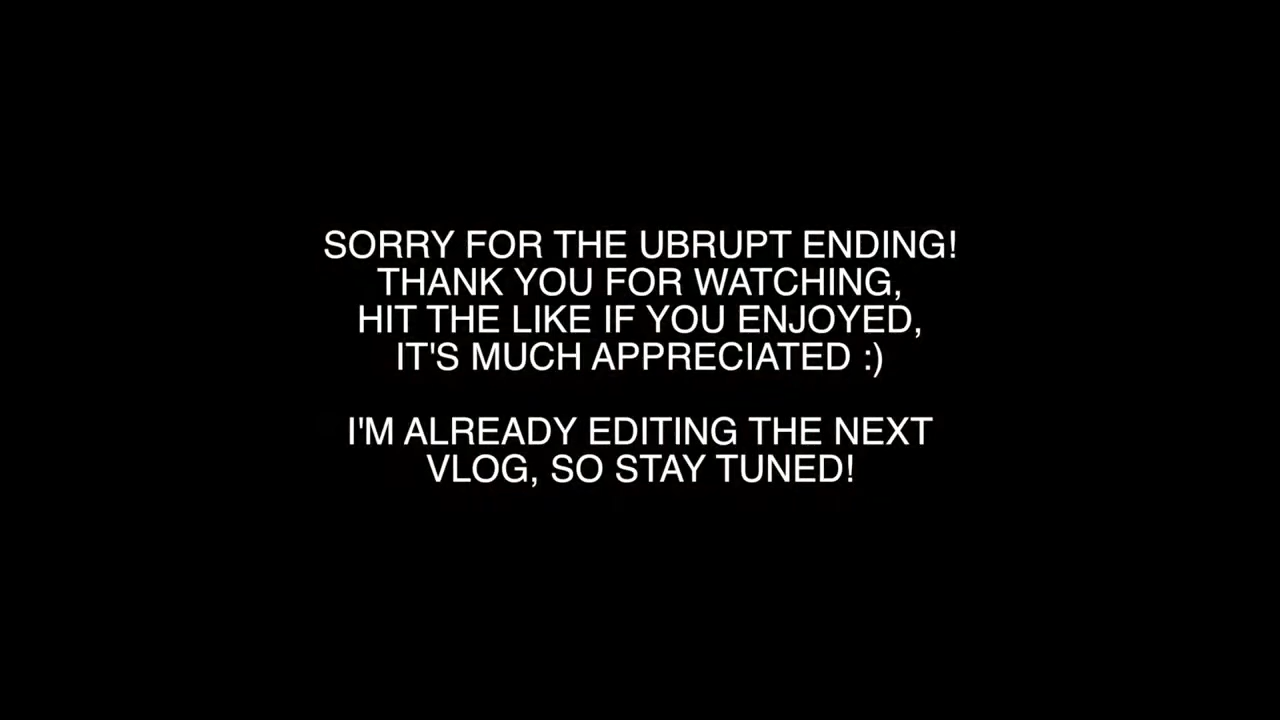 SORRY FOR THE UBRUPT ENDING!
THANK YOU FOR WATCHING,
HIT THE LIKE IF YOU ENJOYED,
IT'S MUCH APPRECIATED :)
I'M ALREADY EDITING THE NEXT
VLOG, SO STAY TUNED!